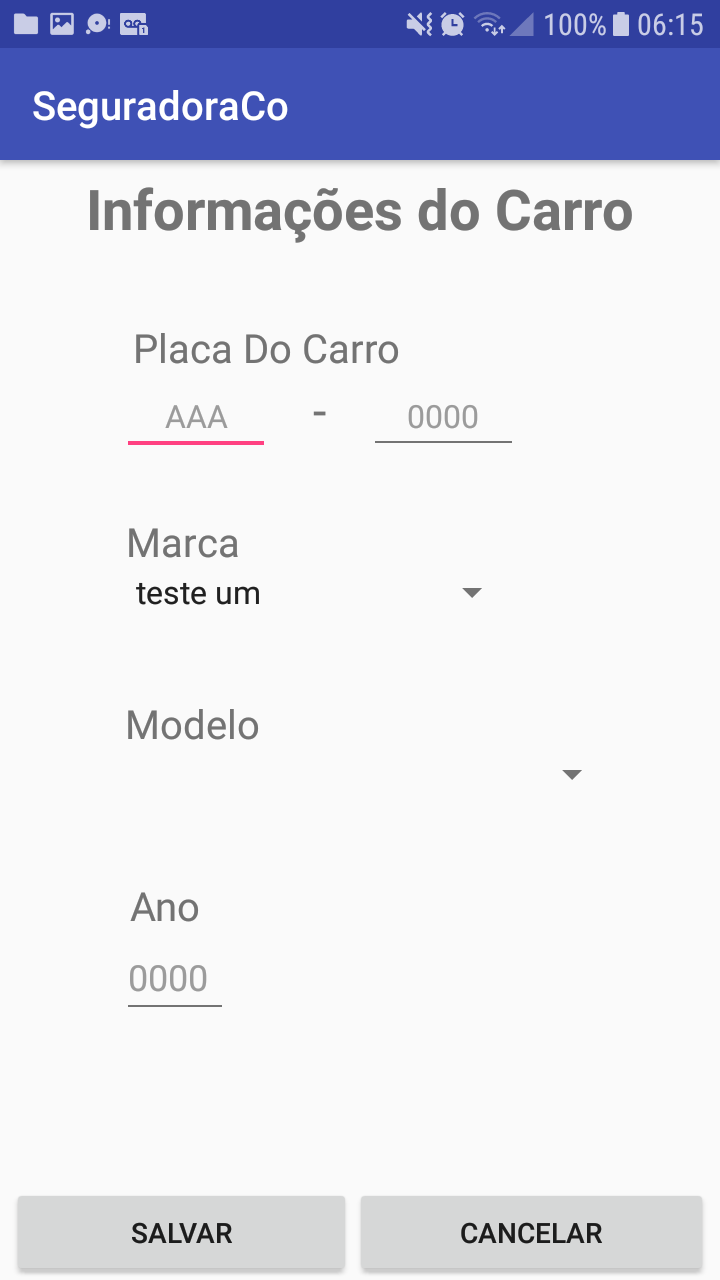 100% 06:15
SeguradoraCo
Informações do Carro
Placa Do Carro
AAA - 0000
Marca
teste um
Modelo
Ano
0000
SALVAR CANCELAR